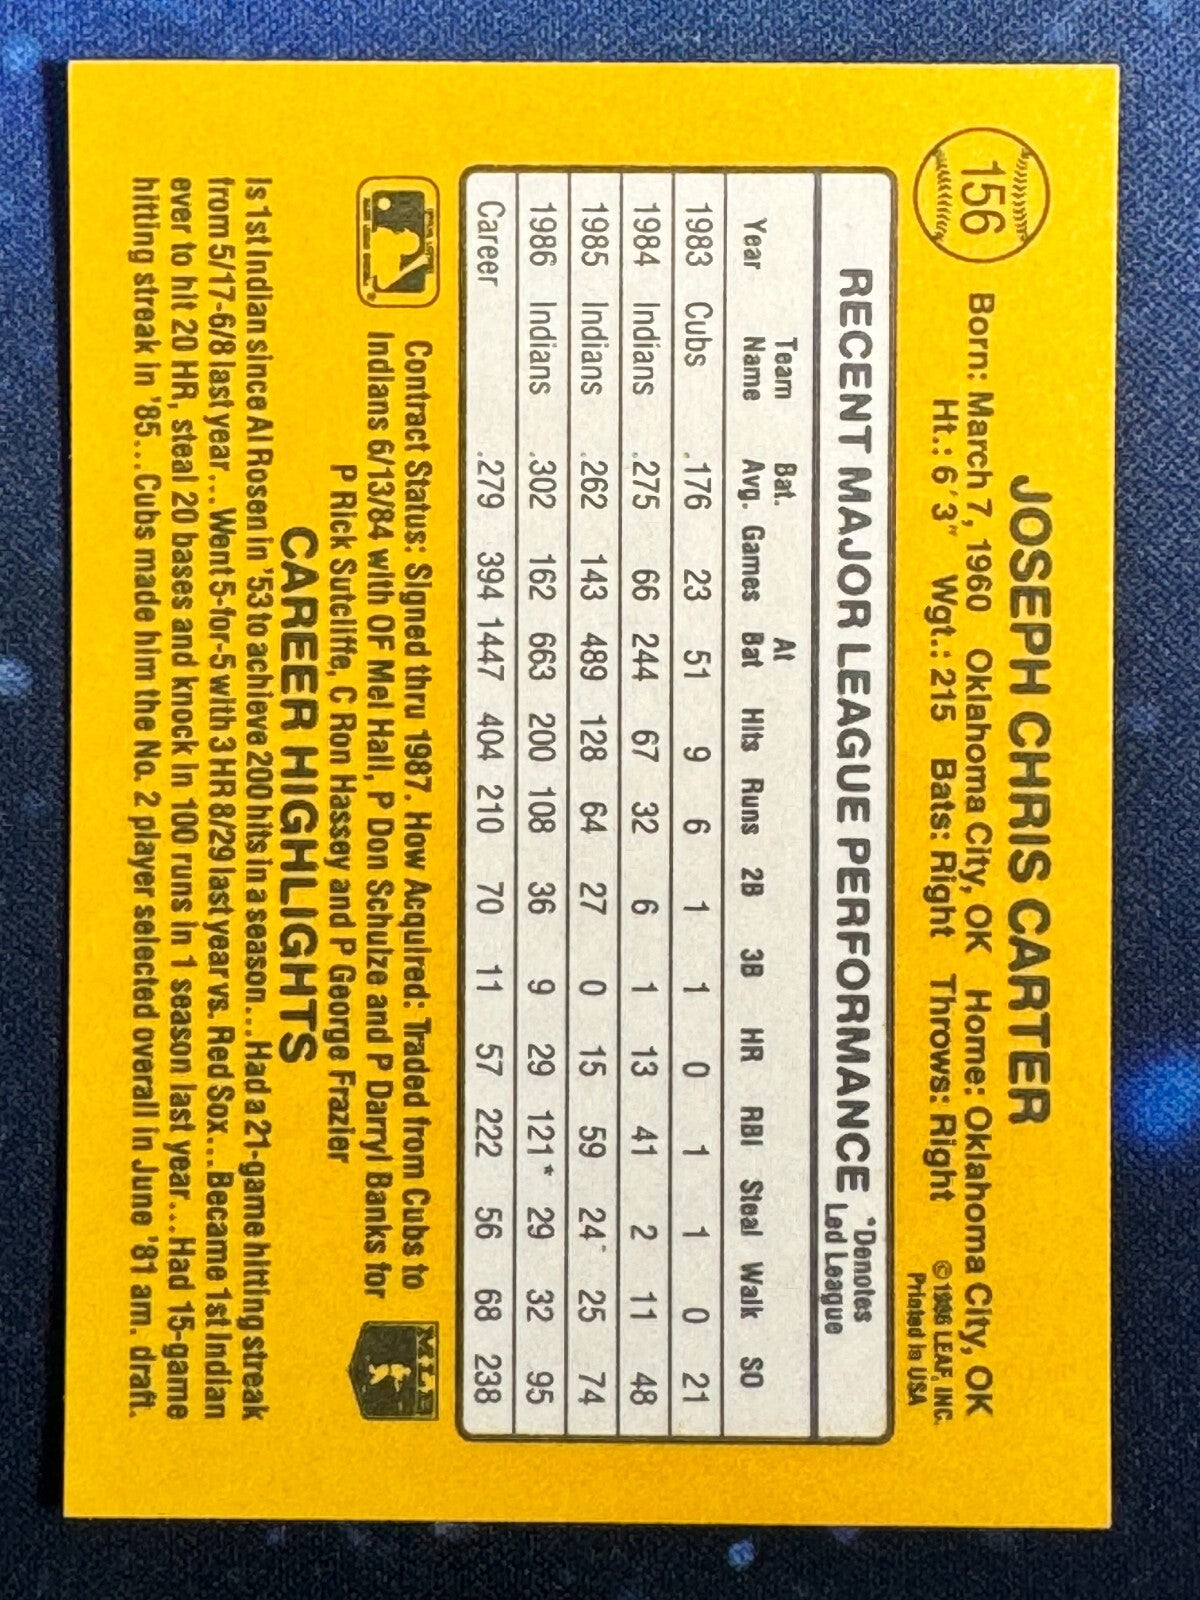 156
JOSEPH CHRIS CARTER
Born: March 7, 1960 Oklahoma City, OK Home: Oklahoma City, OK
Ht.: 6'3" Wgt.: 215 Bats: Right Throws: Right
© 1986 LEAF, INC.
Printed in USA
RECENT MAJOR LEAGUE PERFORMANCE *Denotes Led League
Year Team Name Bat. Avg. Games At Bat Hits Runs 2B 3B HR RBI Steal Walk SO
1983 Cubs .176 23 51 9 6 1 1 0 1 1 0 21
1984 Indians .275 66 244 67 32 6 1 13 41 2 11 48
1985 Indians .262 143 489 128 64 27 0 15 59 24 25 74
1986 Indians .302 162 663 200 108 36 9 29 121* 29 32 95
Career .279 394 1447 404 210 70 11 57 222 56 68 238
Contract Status: Signed thru 1987. How Acquired: Traded from Cubs to
Indians 6/13/84 with OF Mel Hall, P Don Schulze and P Darryl Banks for
P Rick Sutcliffe, C Ron Hassey and P George Frazier
MLB
CAREER HIGHLIGHTS
Is 1st Indian since Al Rosen in '53 to achieve 200 hits in a season...Had a 21-game hitting streak
from 5/17-6/8 last year...Went 5-for-5 with 3 HR 8/29 last year vs. Red Sox...Became 1st Indian
ever to hit 20 HR, steal 20 bases and knock in 100 runs in 1 season last year...Had 15-game
hitting streak in '85...Cubs made him the No. 2 player selected overall in June '81 am. draft.